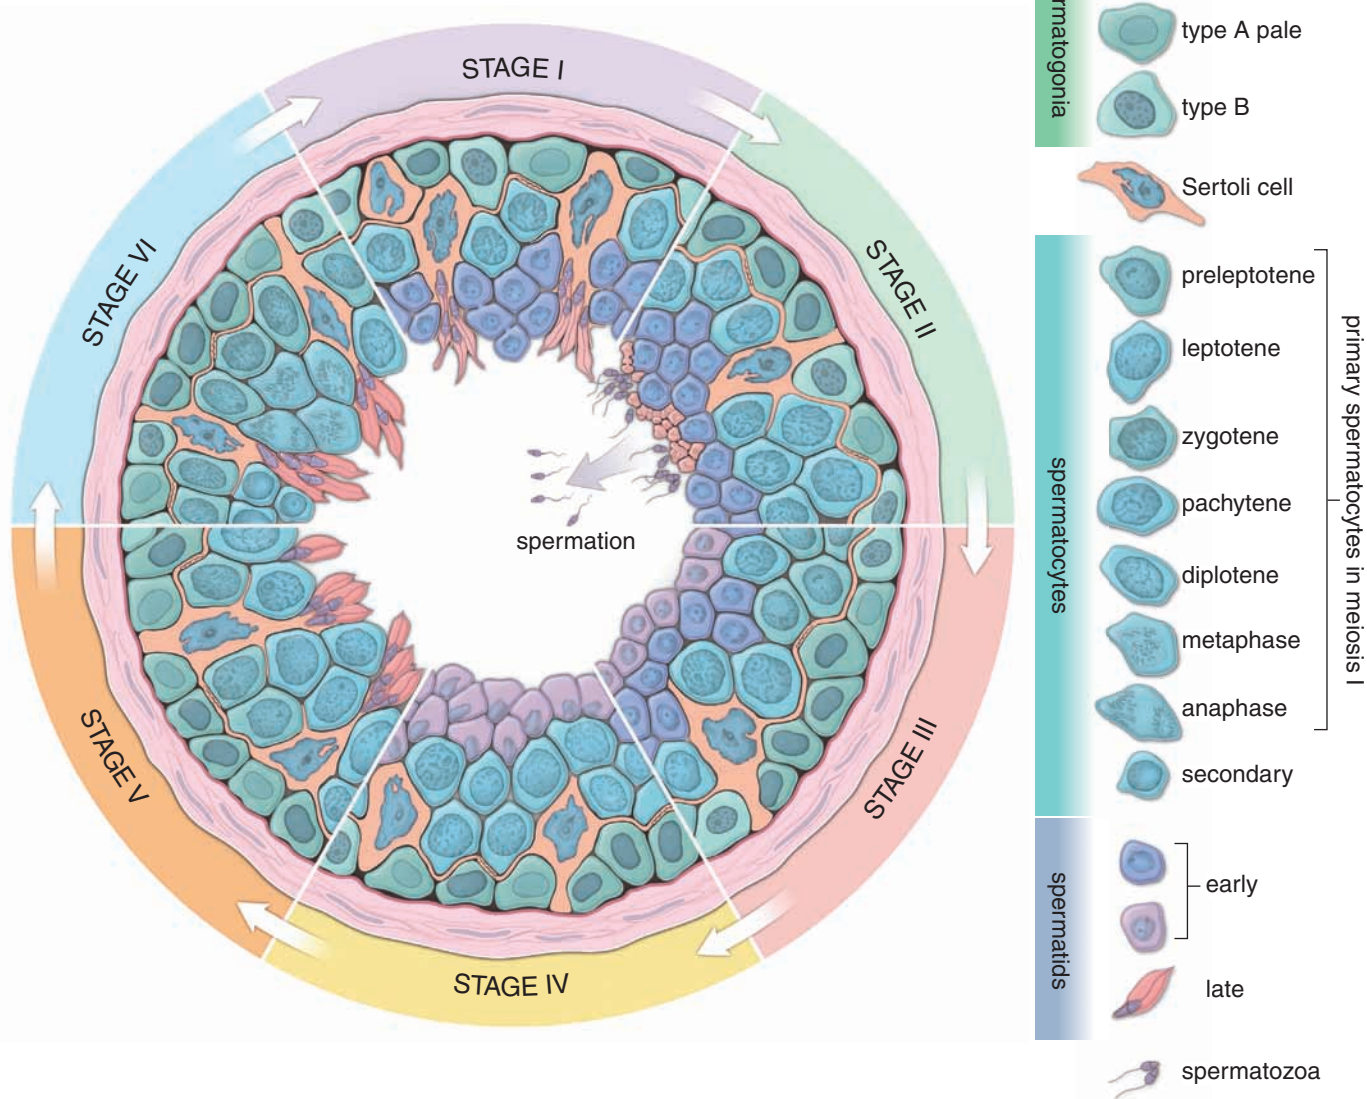 STAGE I
STAGE II
STAGE III
STAGE IV
STAGE V
STAGE VI
spermation
rmatogonia
type A pale
type B
Sertoli cell
spermatocytes
preleptotene
leptotene
zygotene
pachytene
diplotene
metaphase
anaphase
secondary
primary spermatocytes in meiosis I
spermatids
early
late
spermatozoa